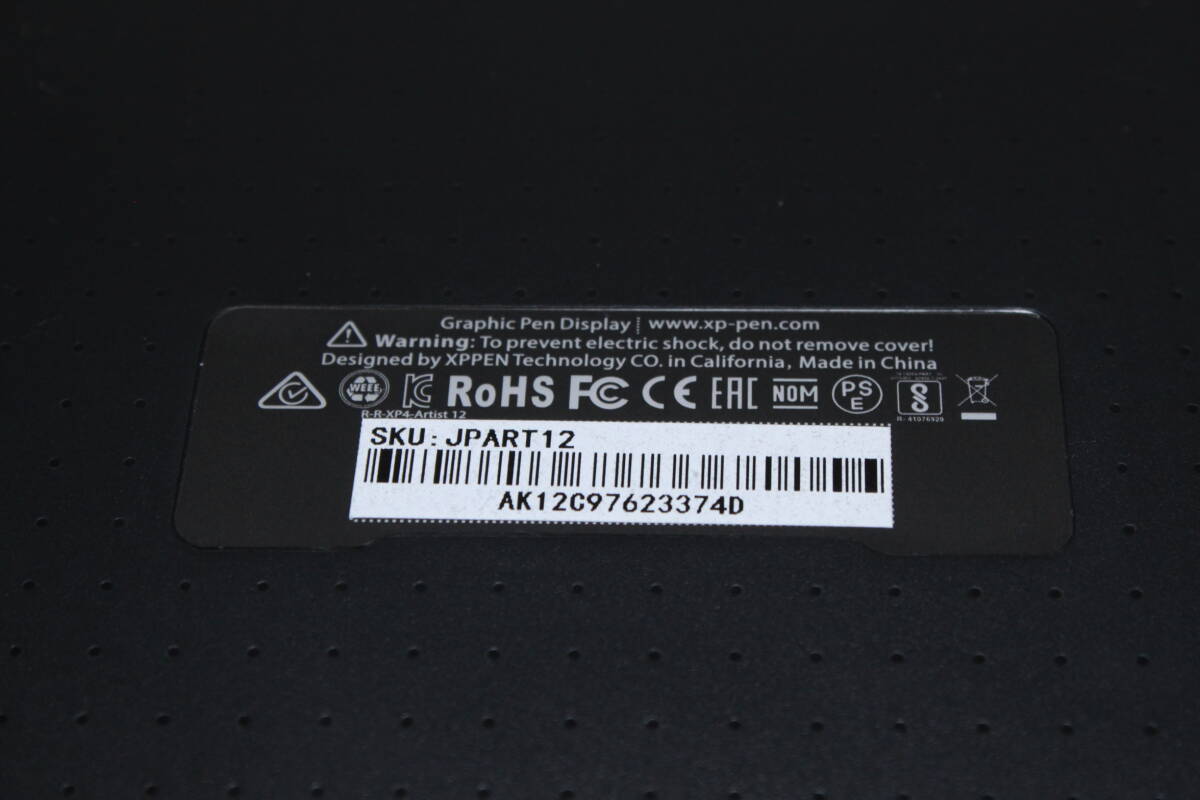 Graphic Pen Display | www.xp-pen.com
Warning: To prevent electric shock, do not remove cover!
Designed by XPPEN Technology CO. in California, Made in China
WEEE RoHS FC CE EAC NOM PSE
R-R-XP4-Artist 12
R-41076920
SKU:JPART12
AK12C97623374D